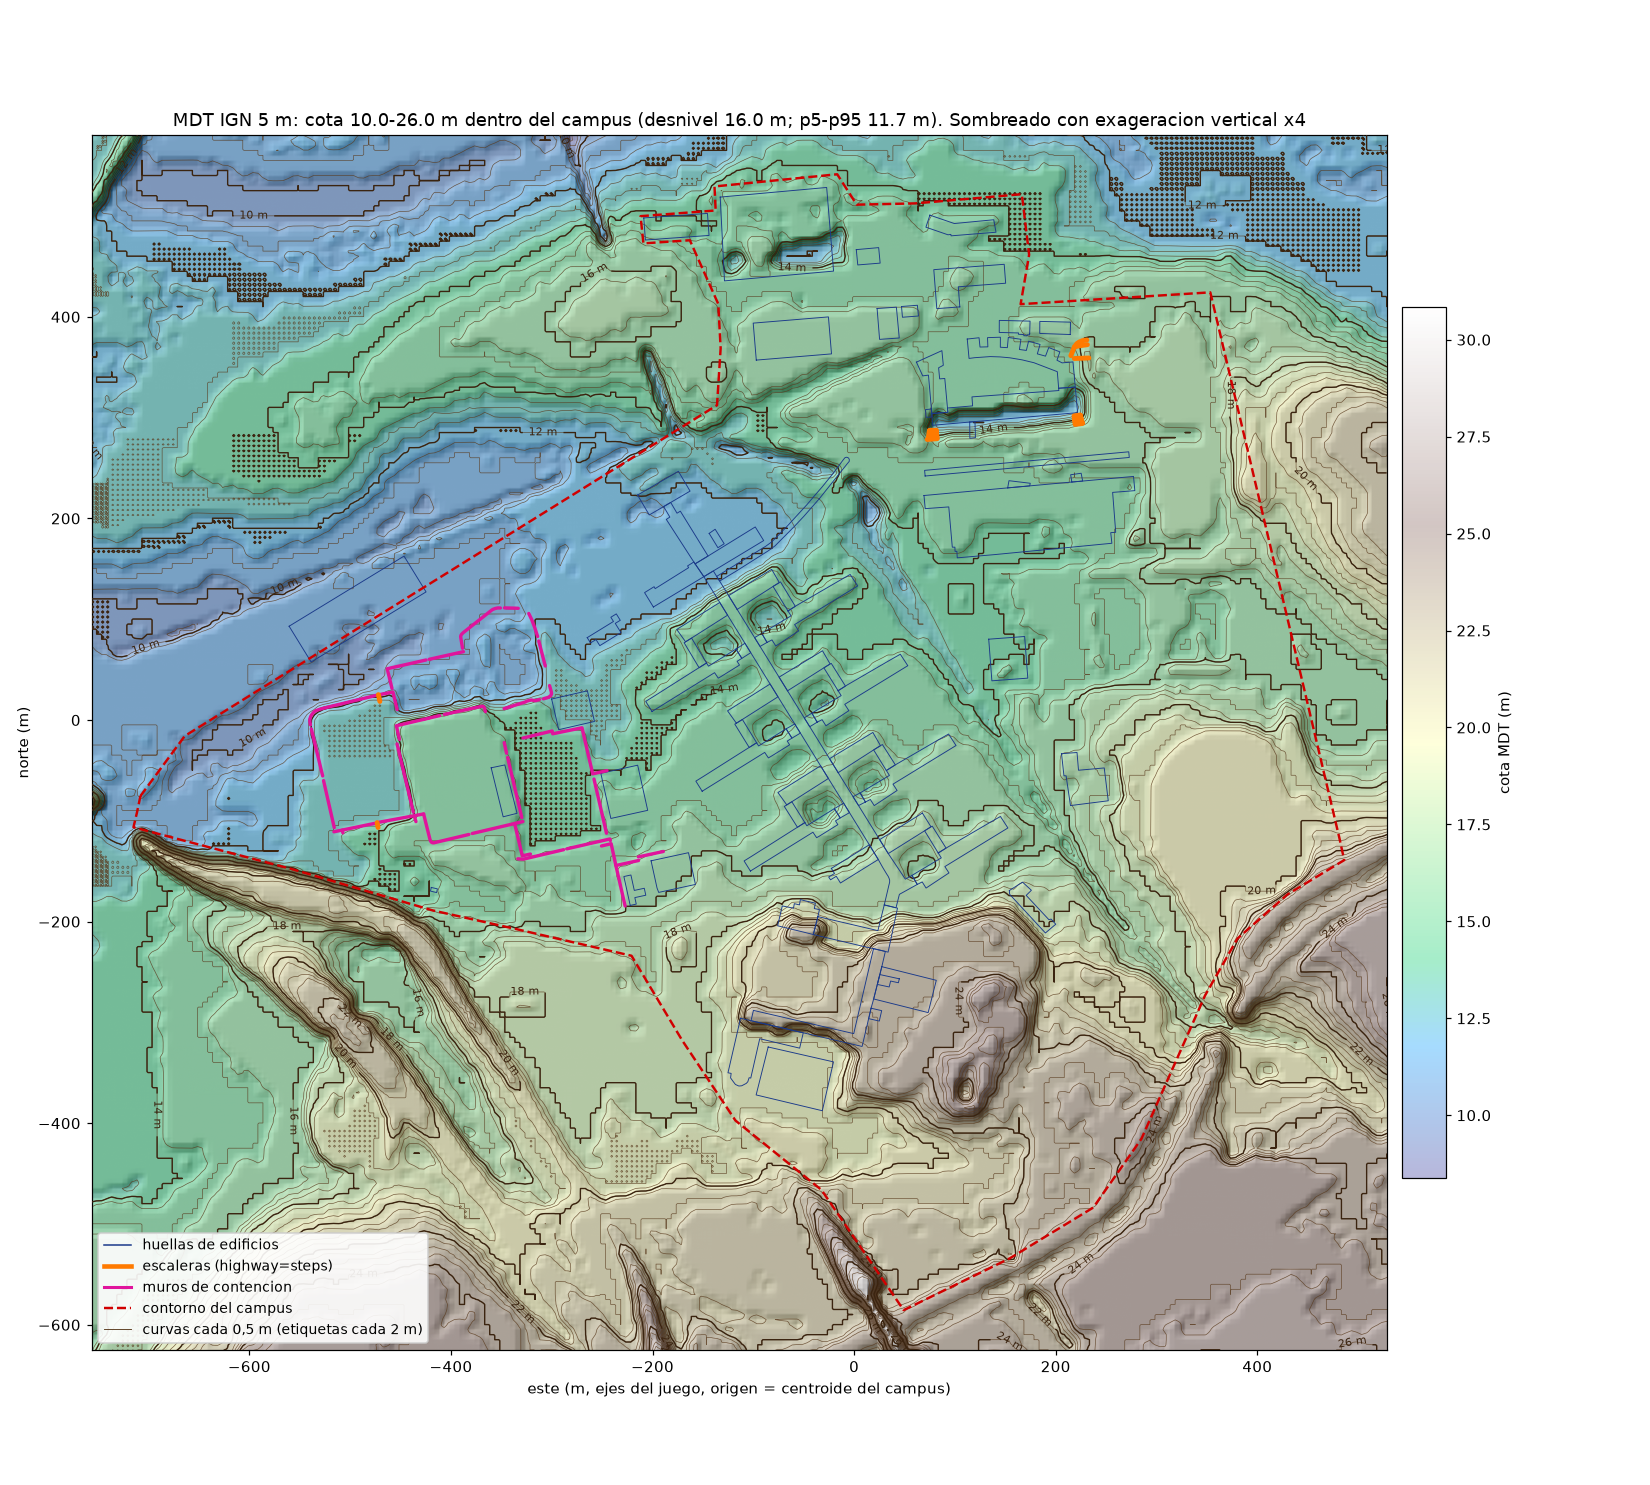 MDT IGN 5 m: cota 10.0-26.0 m dentro del campus (desnivel 16.0 m; p5-p95 11.7 m). Sombreado con exageracion vertical x4
10 m
12 m
12 m
16 m
14 m
400
18 m
30.0
12 m
14 m
20 m
27.5
200
10 m
25.0
10 m
14 m
22.5
14 m
0
10 m
norte (m)
cota MDT (m)
20.0
20 m
17.5
−200
18 m
18 m
24 m
18 m
16 m
24 m
15.0
18 m
20 m
20 m
22 m
12.5
−400
14 m
16 m
24 m
10.0
huellas de edificios
escaleras (highway=steps)
24 m
muros de contencion
22 m
22 m
contorno del campus
−600
curvas cada 0,5 m (etiquetas cada 2 m)
24 m
26 m
−600
−400
−200
0
200
400
este (m, ejes del juego, origen = centroide del campus)